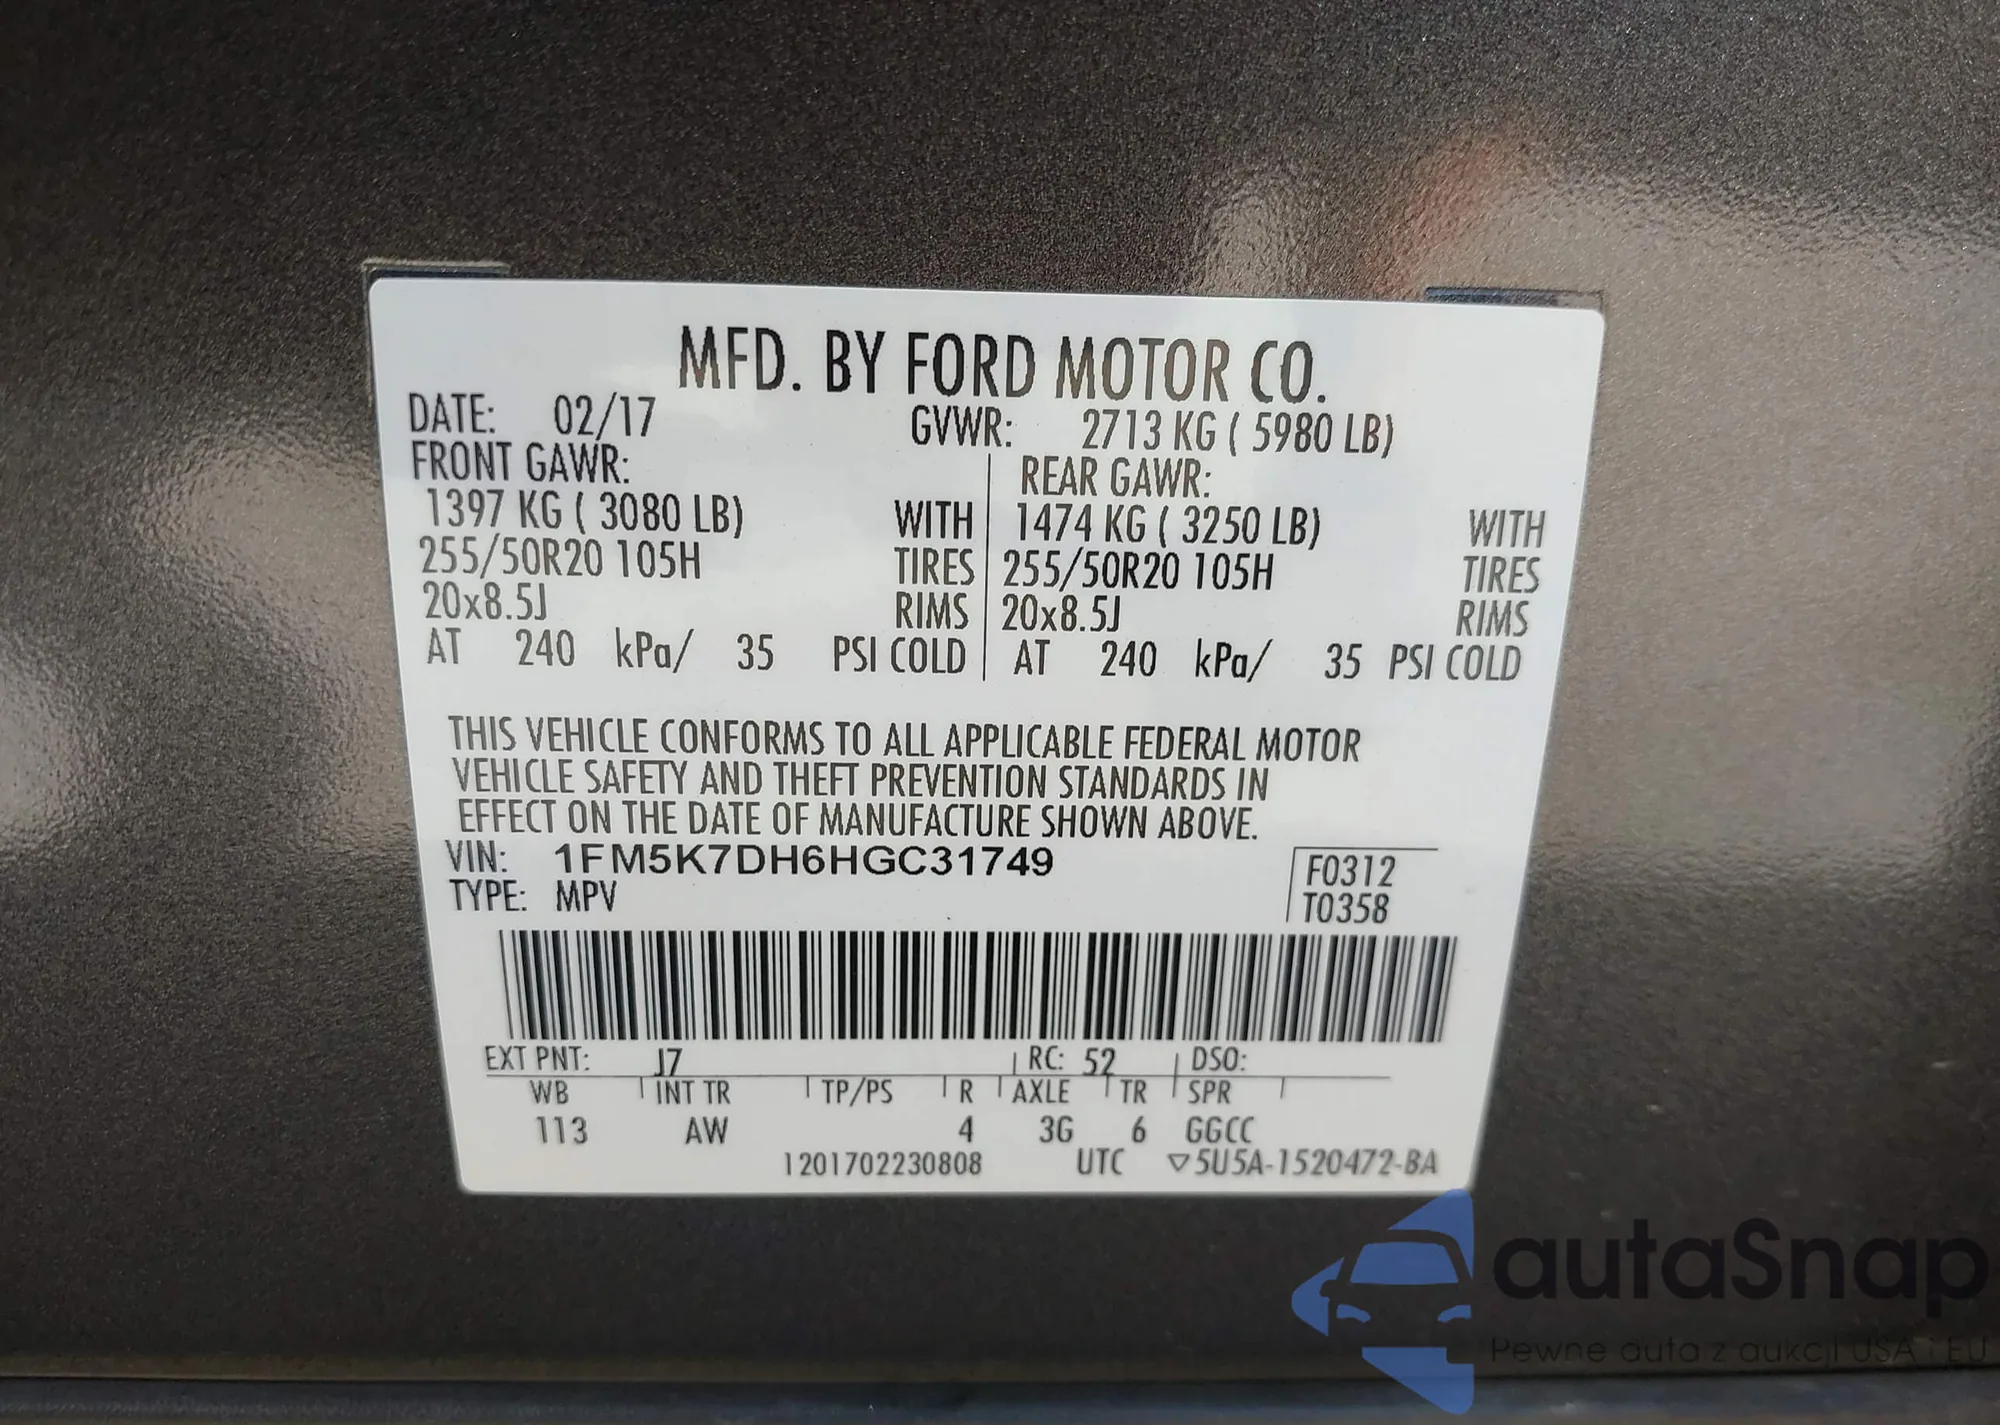 MFD. BY FORD MOTOR CO.
DATE: 02/17 GVWR: 2713 KG ( 5980 LB)
FRONT GAWR: REAR GAWR:
1397 KG ( 3080 LB) WITH 1474 KG ( 3250 LB) WITH
255/50R20 105H TIRES 255/50R20 105H TIRES
20x8.5J RIMS 20x8.5J RIMS
AT 240 kPa/ 35 PSI COLD AT 240 kPa/ 35 PSI COLD
THIS VEHICLE CONFORMS TO ALL APPLICABLE FEDERAL MOTOR
VEHICLE SAFETY AND THEFT PREVENTION STANDARDS IN
EFFECT ON THE DATE OF MANUFACTURE SHOWN ABOVE.
VIN: 1FM5K7DH6HGC31749 F0312
TYPE: MPV T0358
EXT PNT: J7 RC: 52 DSO:
WB INT TR TP/PS R AXLE TR SPR
113 AW 4 3G 6 GGCC
1201702230808 UTC ▽5U5A-1520472-BA
autaSnap
Pewne auta z aukcji USA i EU